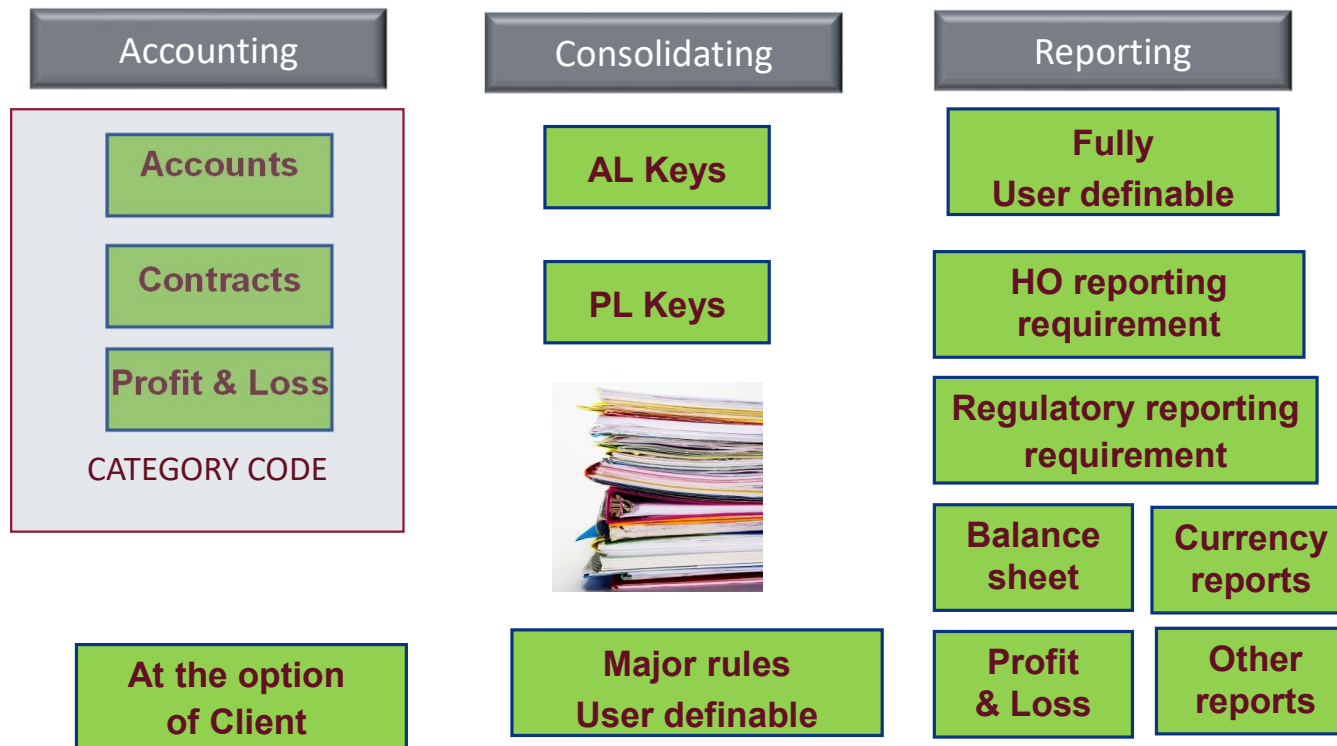 Accounting
Accounts
Contracts
Profit & Loss
CATEGORY CODE
At the option
of Client
Consolidating
AL Keys
PL Keys
Major rules
User definable
Reporting
Fully
User definable
HO reporting
requirement
Regulatory reporting
requirement
Balance
sheet
Currency
reports
Profit
& Loss
Other
reports